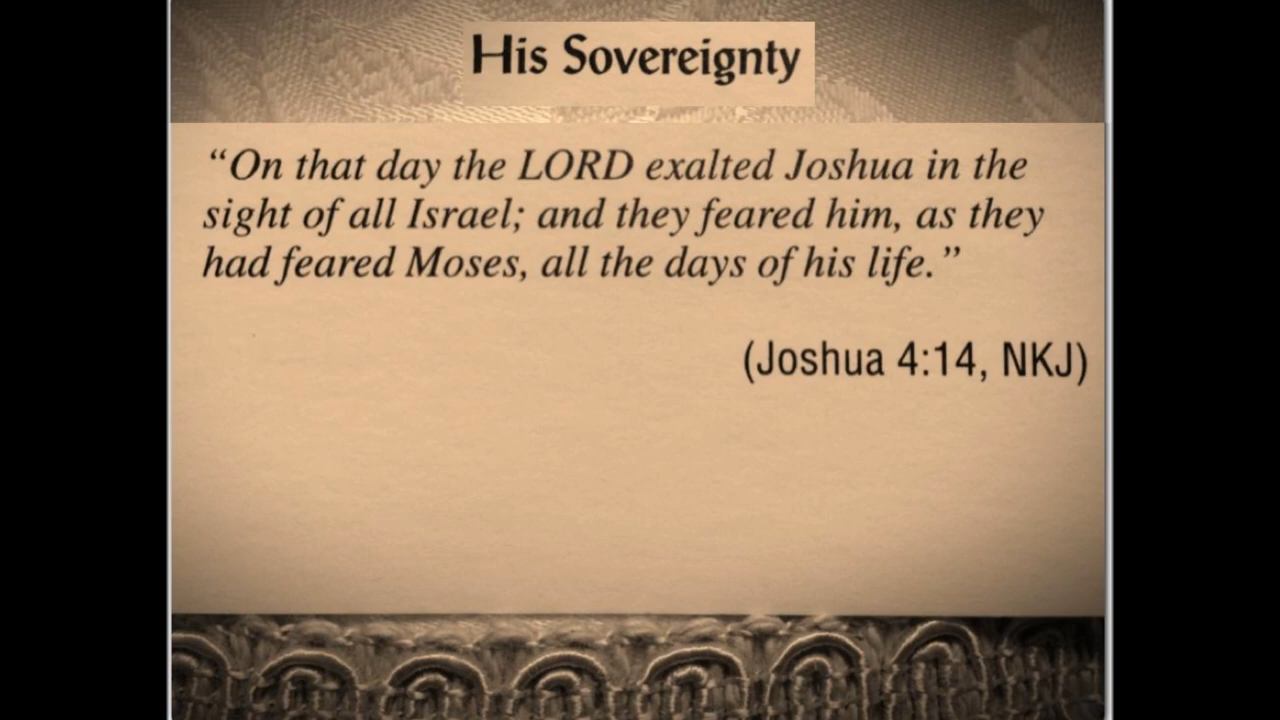 His Sovereignty
“On that day the LORD exalted Joshua in the
sight of all Israel; and they feared him, as they
had feared Moses, all the days of his life.”
(Joshua 4:14, NKJ)